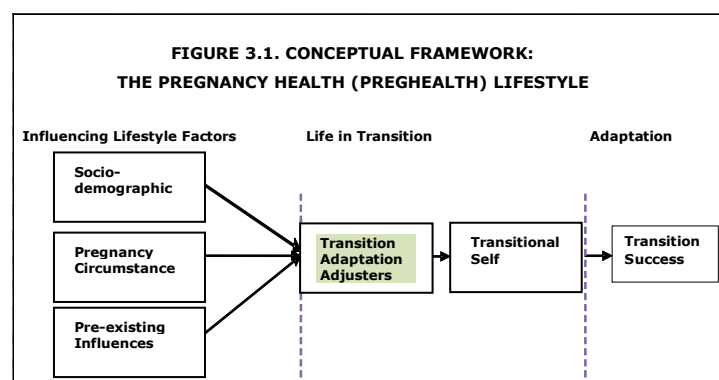 FIGURE 3.1. CONCEPTUAL FRAMEWORK:
THE PREGNANCY HEALTH (PREGHEALTH) LIFESTYLE
Influencing Lifestyle Factors
Life in Transition
Adaptation
Socio-
demographic
Pregnancy
Circumstance
Pre-existing
Influences
Transition
Adaptation
Adjusters
Transitional
Self
Transition
Success